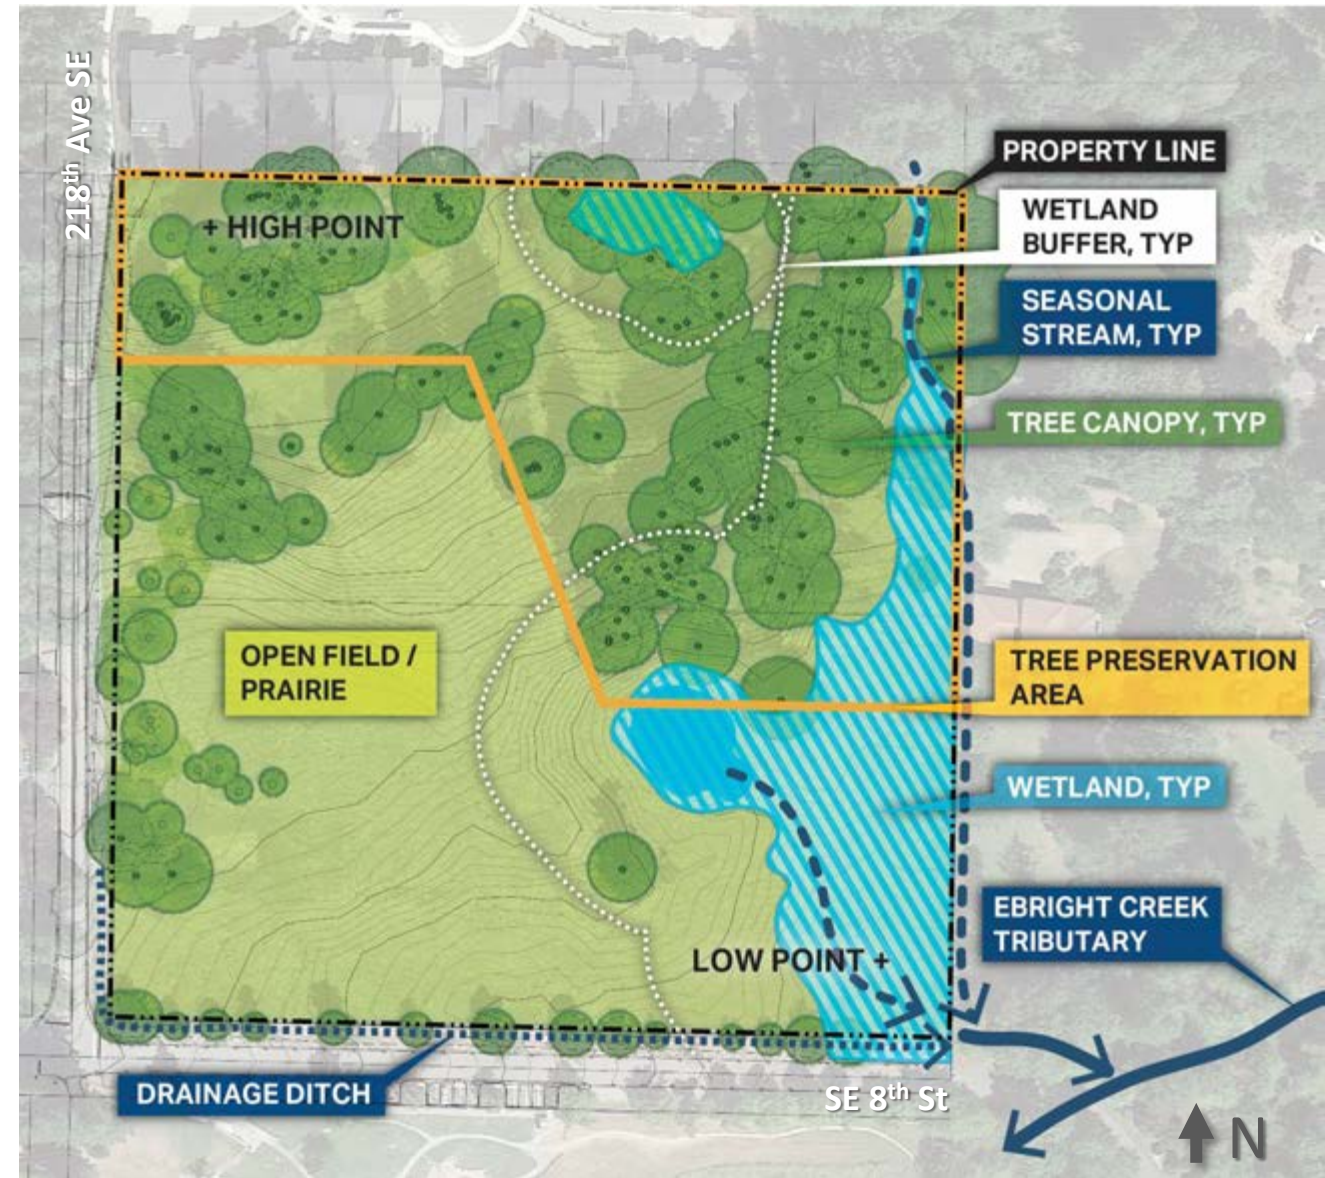 218th Ave SE
PROPERTY LINE
+ HIGH POINT
WETLAND
BUFFER, TYP
SEASONAL
STREAM, TYP
TREE CANOPY, TYP
OPEN FIELD /
PRAIRIE
TREE PRESERVATION
AREA
WETLAND, TYP
EBRIGHT CREEK
TRIBUTARY
LOW POINT +
DRAINAGE DITCH
SE 8th St
N